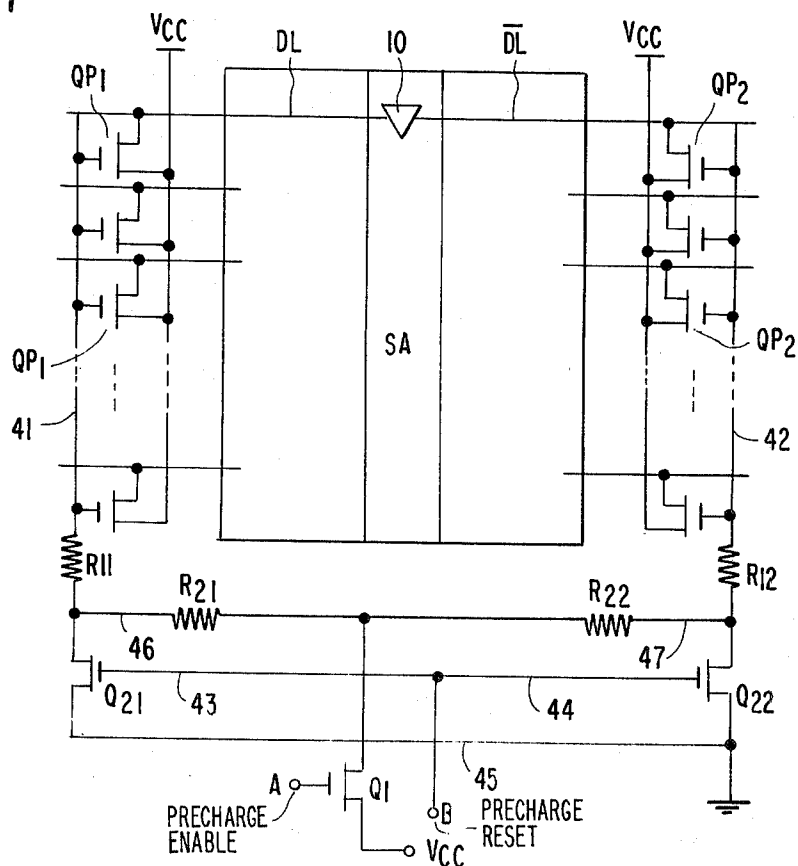 VCC
DL
10
DL
VCC
QP1
QP2
SA
QP1
QP2
41
42
R11
R12
R21
R22
46
47
Q21
43
44
Q22
45
A
Q1
B
PRECHARGE
ENABLE
PRECHARGE
RESET
VCC